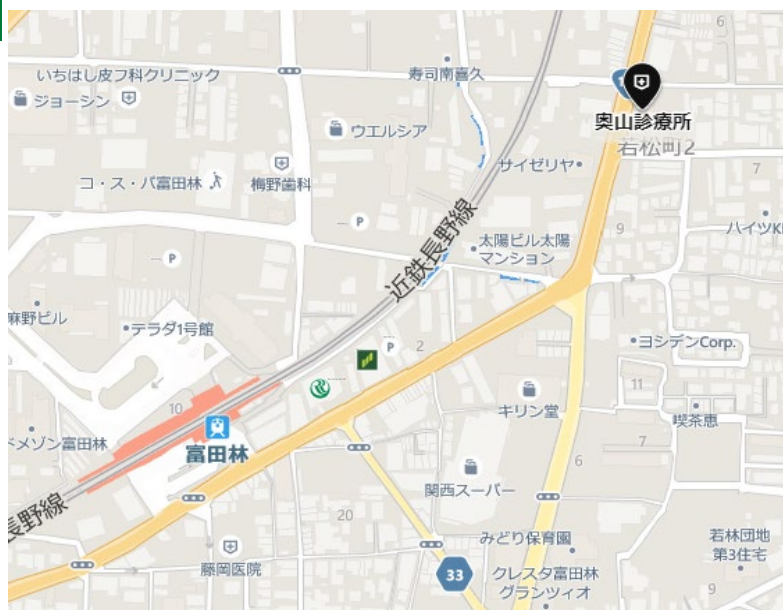 6
いちはし皮フ科クリニック
寿司南喜久
ジョーシン
奥山診療所
ウエルシア
若松町2
サイゼリヤ
コ・ス・パ富田林
梅野歯科
P
9
ハイツK
近鉄長野線
太陽ビル太陽
マンション
P
麻野ビル
テラダ1号館
ヨシデンCorp.
P
2
11
キリン堂
10
喫茶恵
ドメゾン富田林
富田林
7
6
関西スーパー
長野線
20
みどり保育園
若林団地
第3住宅
藤岡医院
33
クレスタ富田林
グランツィオ
9